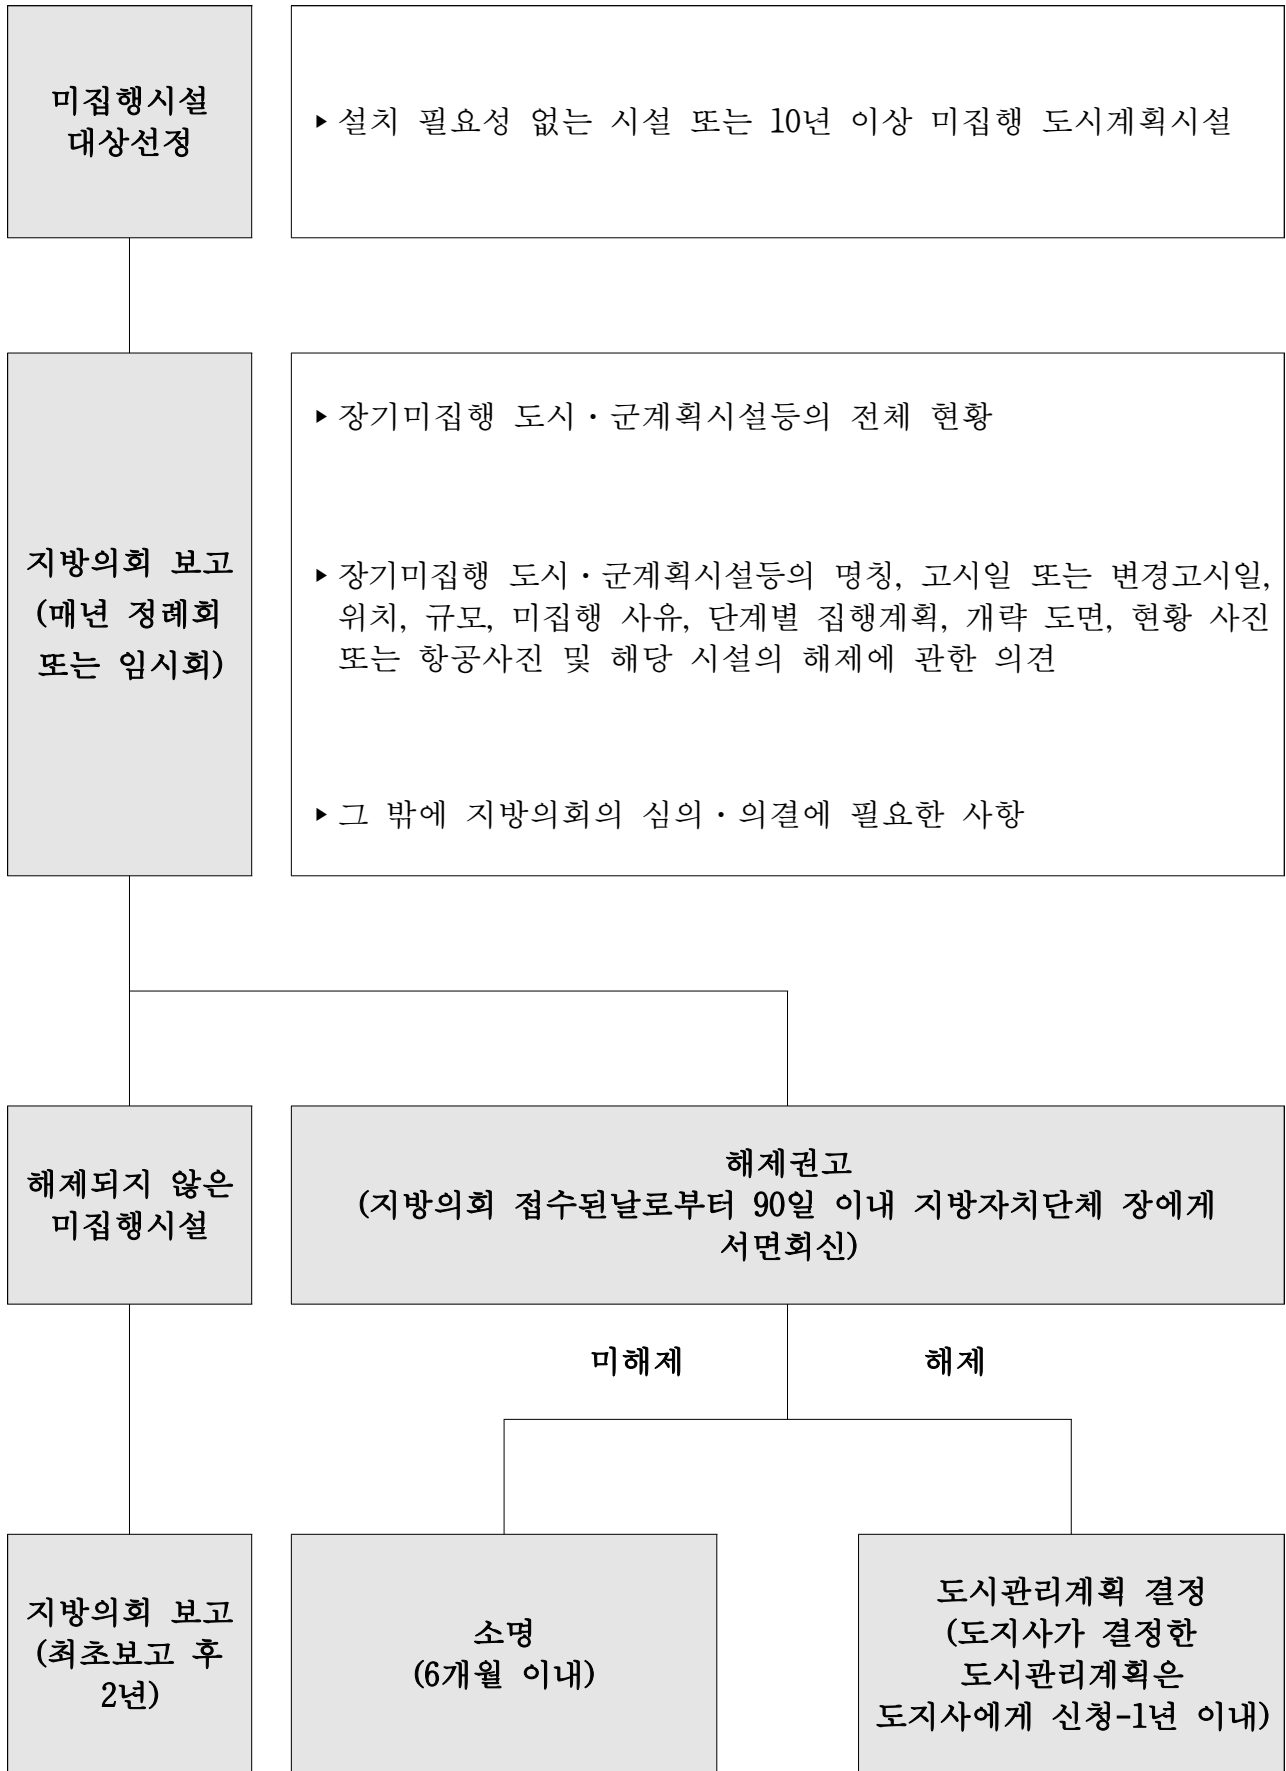 미집행시설
대상선정
▸설치 필요성 없는 시설 또는 10년 이상 미집행 도시계획시설
지방의회 보고
(매년 정례회
또는 임시회)
▸장기미집행 도시·군계획시설등의 전체 현황
▸장기미집행 도시·군계획시설등의 명칭, 고시일 또는 변경고시일,
위치, 규모, 미집행 사유, 단계별 집행계획, 개략 도면, 현황 사진
또는 항공사진 및 해당 시설의 해제에 관한 의견
▸그 밖에 지방의회의 심의·의결에 필요한 사항
해제되지 않은
미집행시설
해제권고
(지방의회 접수된날로부터 90일 이내 지방자치단체 장에게
서면회신)
미해제
해제
지방의회 보고
(최초보고 후
2년)
소명
(6개월 이내)
도시관리계획 결정
(도지사가 결정한
도시관리계획은
도지사에게 신청-1년 이내)